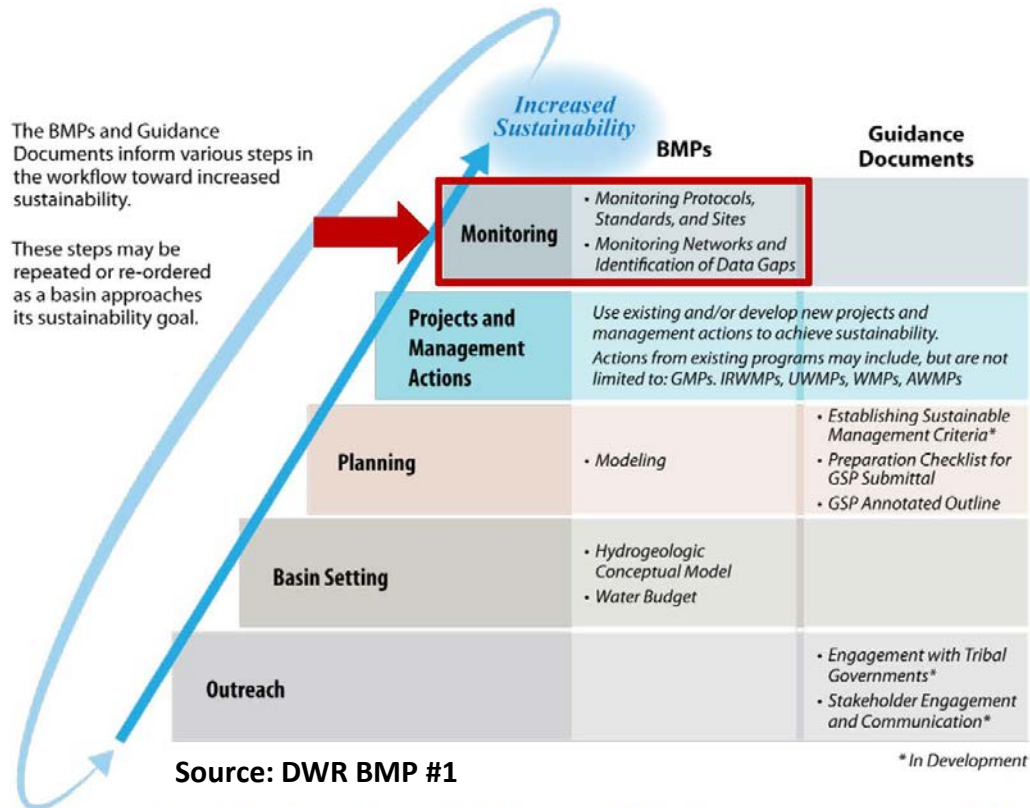 Increased
Sustainability
The BMPs and Guidance
Documents inform various steps in
the workflow toward increased
sustainability.
These steps may be
repeated or re-ordered
as a basin approaches
its sustainability goal.
BMPs
Guidance
Documents
Monitoring
• Monitoring Protocols,
Standards, and Sites
• Monitoring Networks and
Identification of Data Gaps
Projects and
Management
Actions
Use existing and/or develop new projects and
management actions to achieve sustainability.
Actions from existing programs may include, but are not
limited to: GMPs. IRWMPs, UWMPs, WMPs, AWMPs
Planning
• Modeling
• Establishing Sustainable
Management Criteria*
• Preparation Checklist for
GSP Submittal
• GSP Annotated Outline
Basin Setting
• Hydrogeologic
Conceptual Model
• Water Budget
Outreach
• Engagement with Tribal
Governments*
• Stakeholder Engagement
and Communication*
* In Development
Source: DWR BMP #1